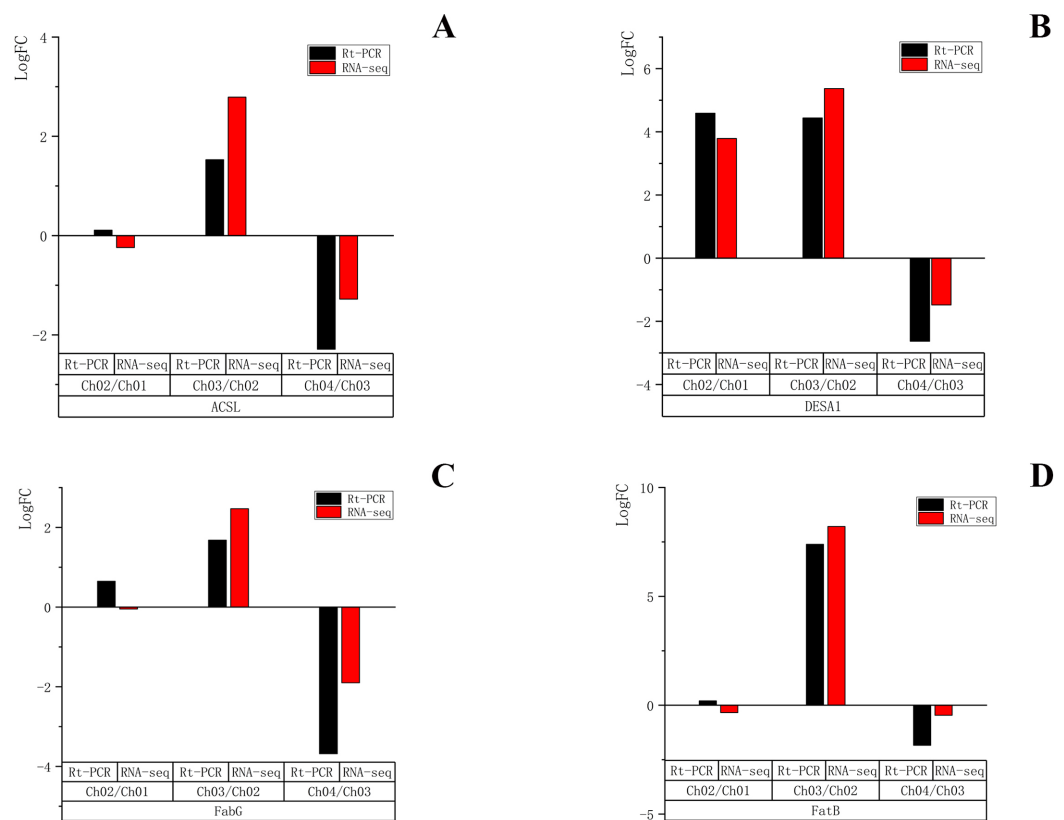 A
LogFC
4
2
0
-2
Rt-PCR
RNA-seq
Rt-PCR RNA-seq Rt-PCR RNA-seq Rt-PCR RNA-seq
Ch02/Ch01 Ch03/Ch02 Ch04/Ch03
ACSL
B
LogFC
6
4
2
0
-2
-4
Rt-PCR
RNA-seq
Rt-PCR RNA-seq Rt-PCR RNA-seq Rt-PCR RNA-seq
Ch02/Ch01 Ch03/Ch02 Ch04/Ch03
DESA1
C
LogFC
2
0
-2
-4
Rt-PCR
RNA-seq
Rt-PCR RNA-seq Rt-PCR RNA-seq Rt-PCR RNA-seq
Ch02/Ch01 Ch03/Ch02 Ch04/Ch03
FabG
D
LogFC
10
5
0
-5
Rt-PCR
RNA-seq
Rt-PCR RNA-seq Rt-PCR RNA-seq Rt-PCR RNA-seq
Ch02/Ch01 Ch03/Ch02 Ch04/Ch03
FatB